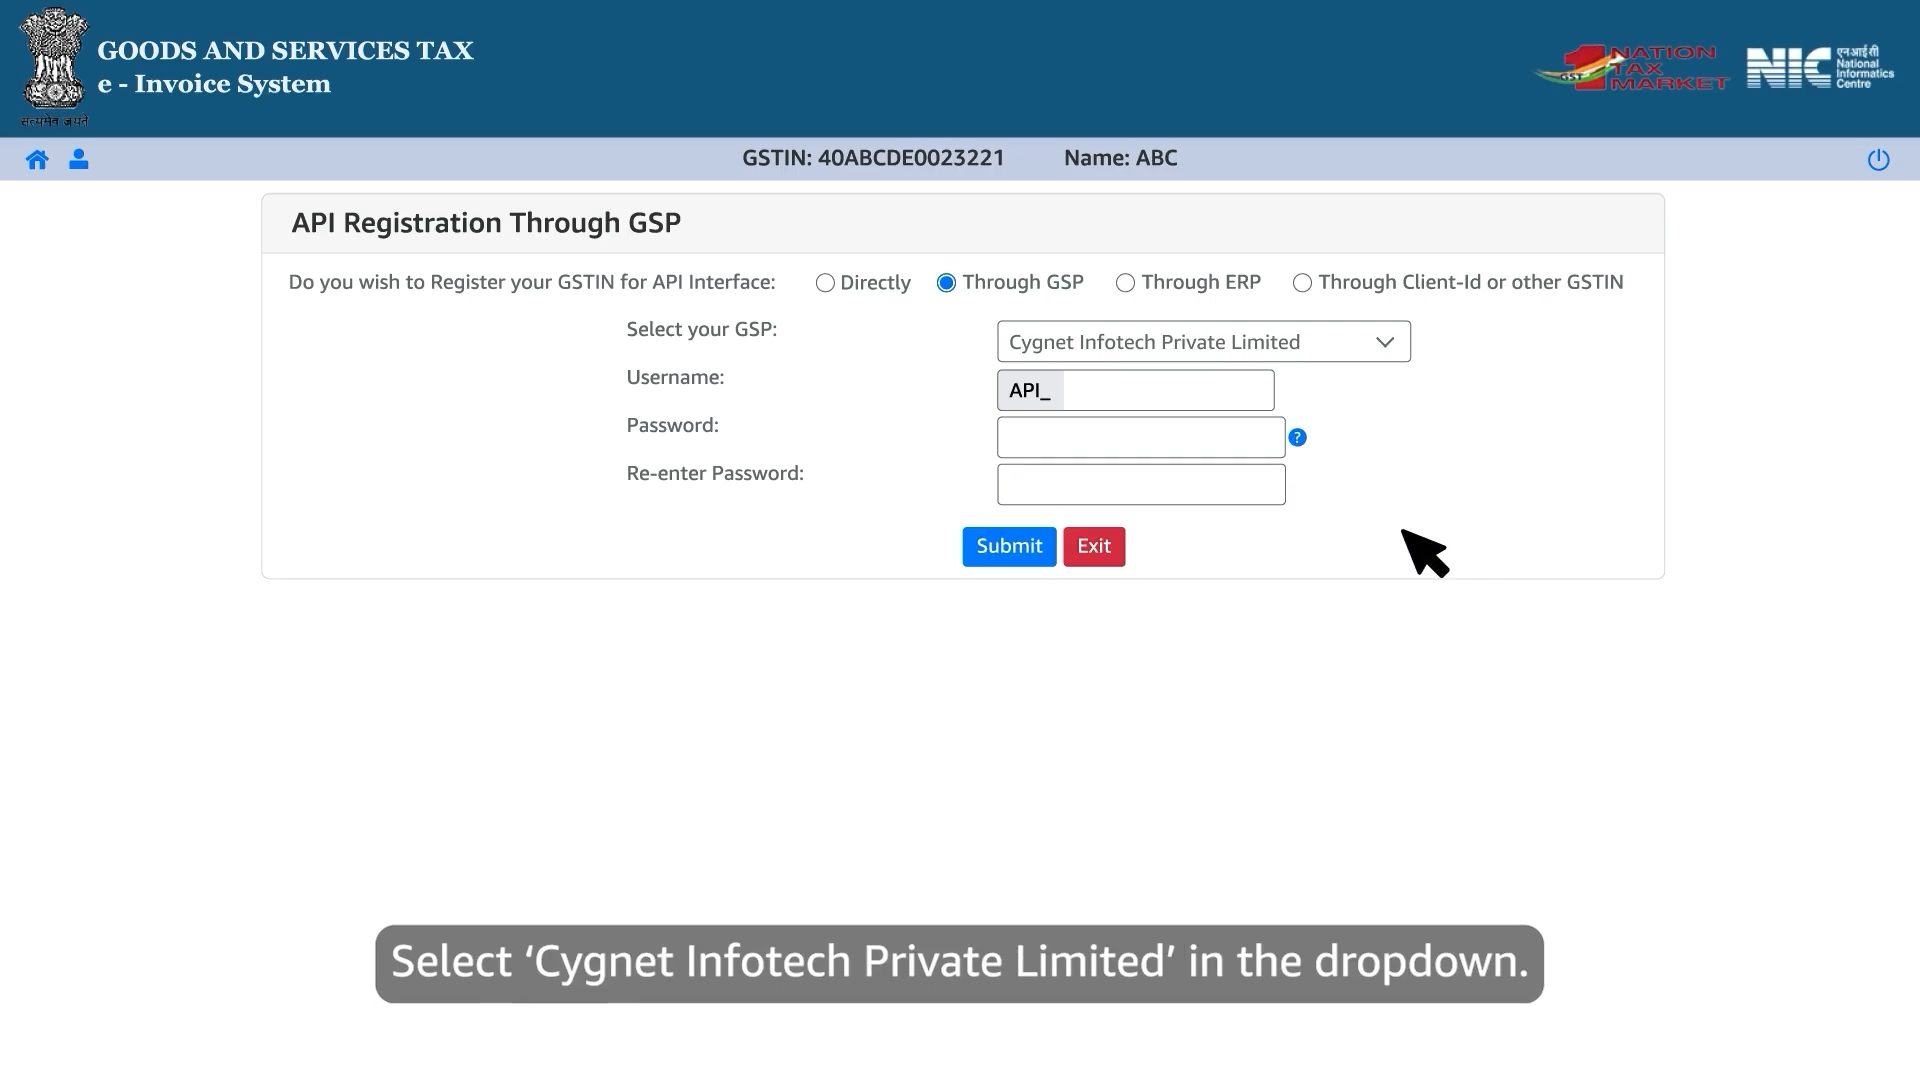 सत्यमेव जयते
GOODS AND SERVICES TAX
e - Invoice System
GST
1 NATION
TAX
MARKET
NIC
एन आई सी
National
Informatics
Centre
GSTIN: 40ABCDE0023221 Name: ABC
API Registration Through GSP
Do you wish to Register your GSTIN for API Interface: Directly Through GSP Through ERP Through Client-Id or other GSTIN
Select your GSP: Cygnet Infotech Private Limited
Username: API_
Password: ?
Re-enter Password:
Submit Exit
Select ‘Cygnet Infotech Private Limited’ in the dropdown.